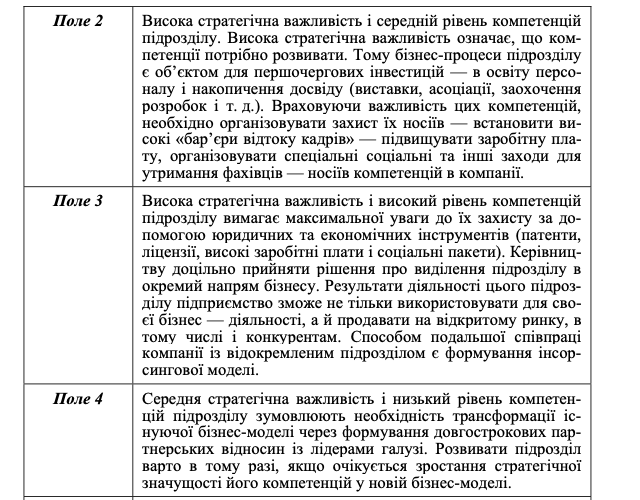 Поле 2
Висока стратегічна важливість і середній рівень компетенцій
підрозділу. Висока стратегічна важливість означає, що ком-
петенції потрібно розвивати. Тому бізнес-процеси підрозділу
є об’єктом для першочергових інвестицій — в освіту персо-
налу і накопичення досвіду (виставки, асоціації, заохочення
розробок і т. д.). Враховуючи важливість цих компетенцій,
необхідно організовувати захист їх носіїв — встановити ви-
сокі «бар’єри відтоку кадрів» — підвищувати заробітну пла-
ту, організовувати спеціальні соціальні та інші заходи для
утримання фахівців — носіїв компетенцій в компанії.
Поле 3
Висока стратегічна важливість і високий рівень компетенцій
підрозділу вимагає максимальної уваги до їх захисту за до-
помогою юридичних та економічних інструментів (патенти,
ліцензії, високі заробітні плати і соціальні пакети). Керівниц-
тву доцільно прийняти рішення про виділення підрозділу в
окремий напрям бізнесу. Результати діяльності цього підроз-
ділу підприємство зможе не тільки використовувати для сво-
єї бізнес — діяльності, а й продавати на відкритому ринку, в
тому числі і конкурентам. Способом подальшої співпраці
компанії із відокремленим підрозділом є формування інсор-
сингової моделі.
Поле 4
Середня стратегічна важливість і низький рівень компетен-
цій підрозділу зумовлюють необхідність трансформації іс-
нуючої бізнес-моделі через формування довгострокових пар-
тнерських відносин із лідерами галузі. Розвивати підрозділ
варто в тому разі, якщо очікується зростання стратегічної
значущості його компетенцій у новій бізнес-моделі.